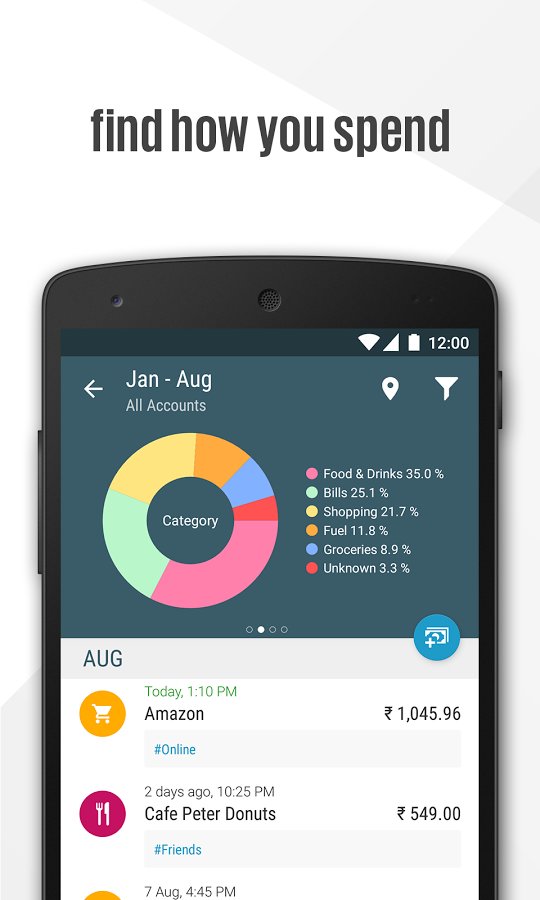 find how you spend
12:00
Jan - Aug
All Accounts
Category
Food & Drinks 35.0 %
Bills 25.1 %
Shopping 21.7 %
Fuel 11.8 %
Groceries 8.9 %
Unknown 3.3 %
AUG
Today, 1:10 PM
Amazon ₹ 1,045.96
#Online
2 days ago, 10:25 PM
Cafe Peter Donuts ₹ 549.00
#Friends
7 Aug, 4:45 PM